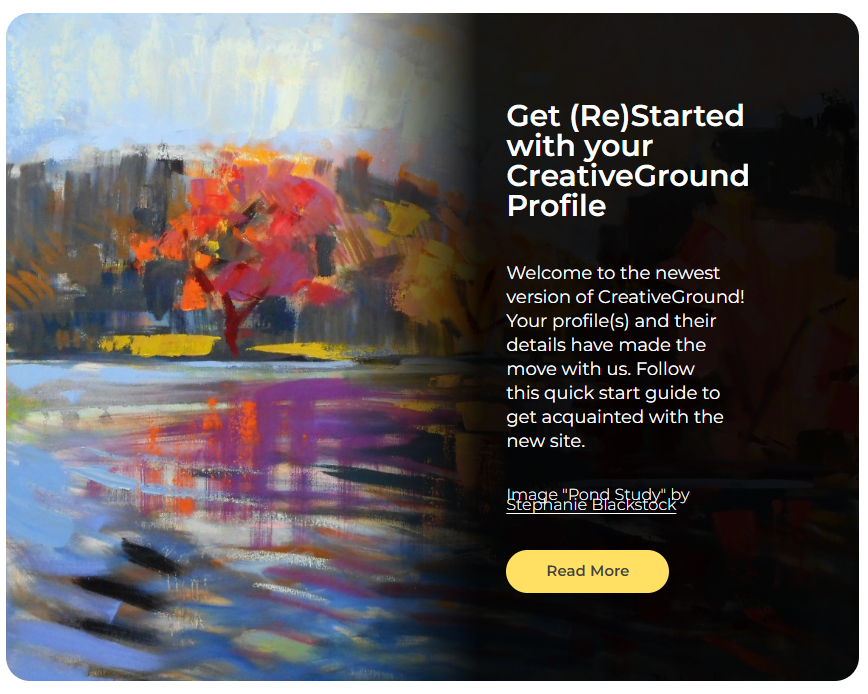 Get (Re)Started
with your
CreativeGround
Profile
Welcome to the newest
version of CreativeGround!
Your profile(s) and their
details have made the
move with us. Follow
this quick start guide to
get acquainted with the
new site.
Image "Pond Study" by
Stephanie Blackstock
Read More